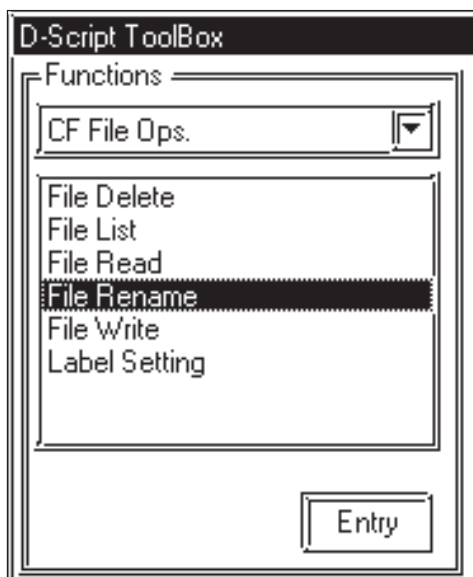 D-Script ToolBox
Functions
CF File Ops.
File Delete
File List
File Read
File Rename
File Write
Label Setting
Entry